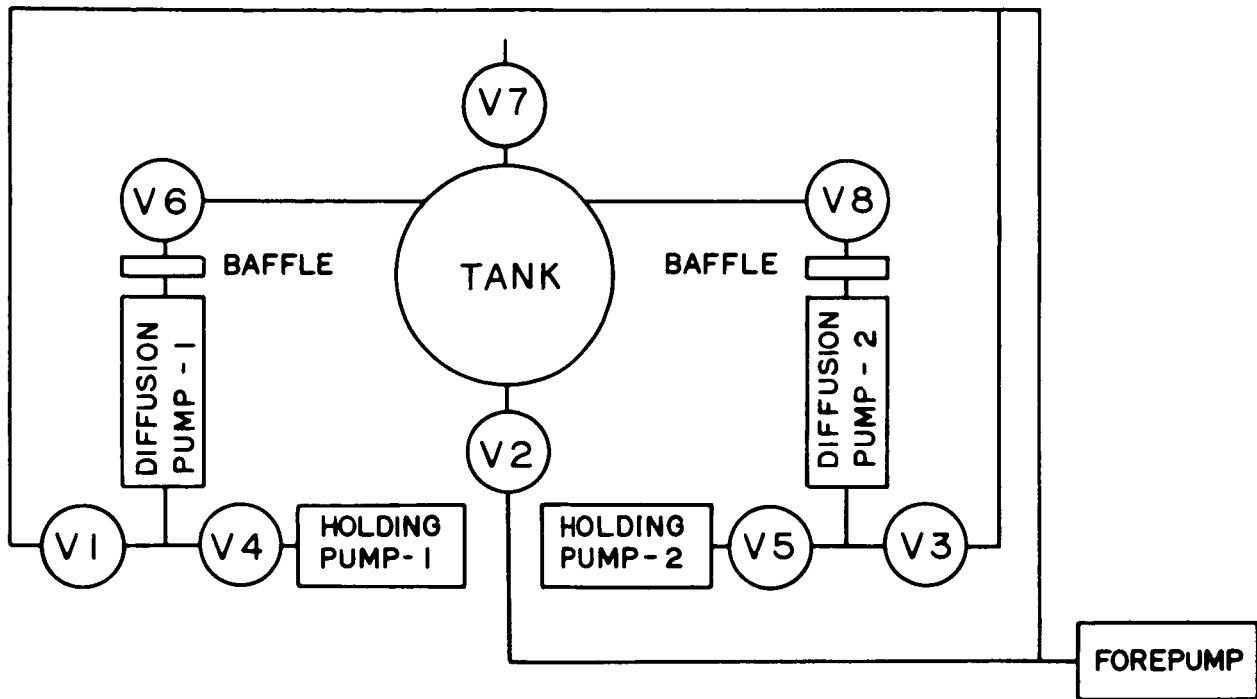 V7
V6
V8
BAFFLE
TANK
BAFFLE
DIFFUSION
PUMP - 1
DIFFUSION
PUMP - 2
V2
V1
V4
HOLDING
PUMP - 1
HOLDING
PUMP - 2
V5
V3
FOREPUMP